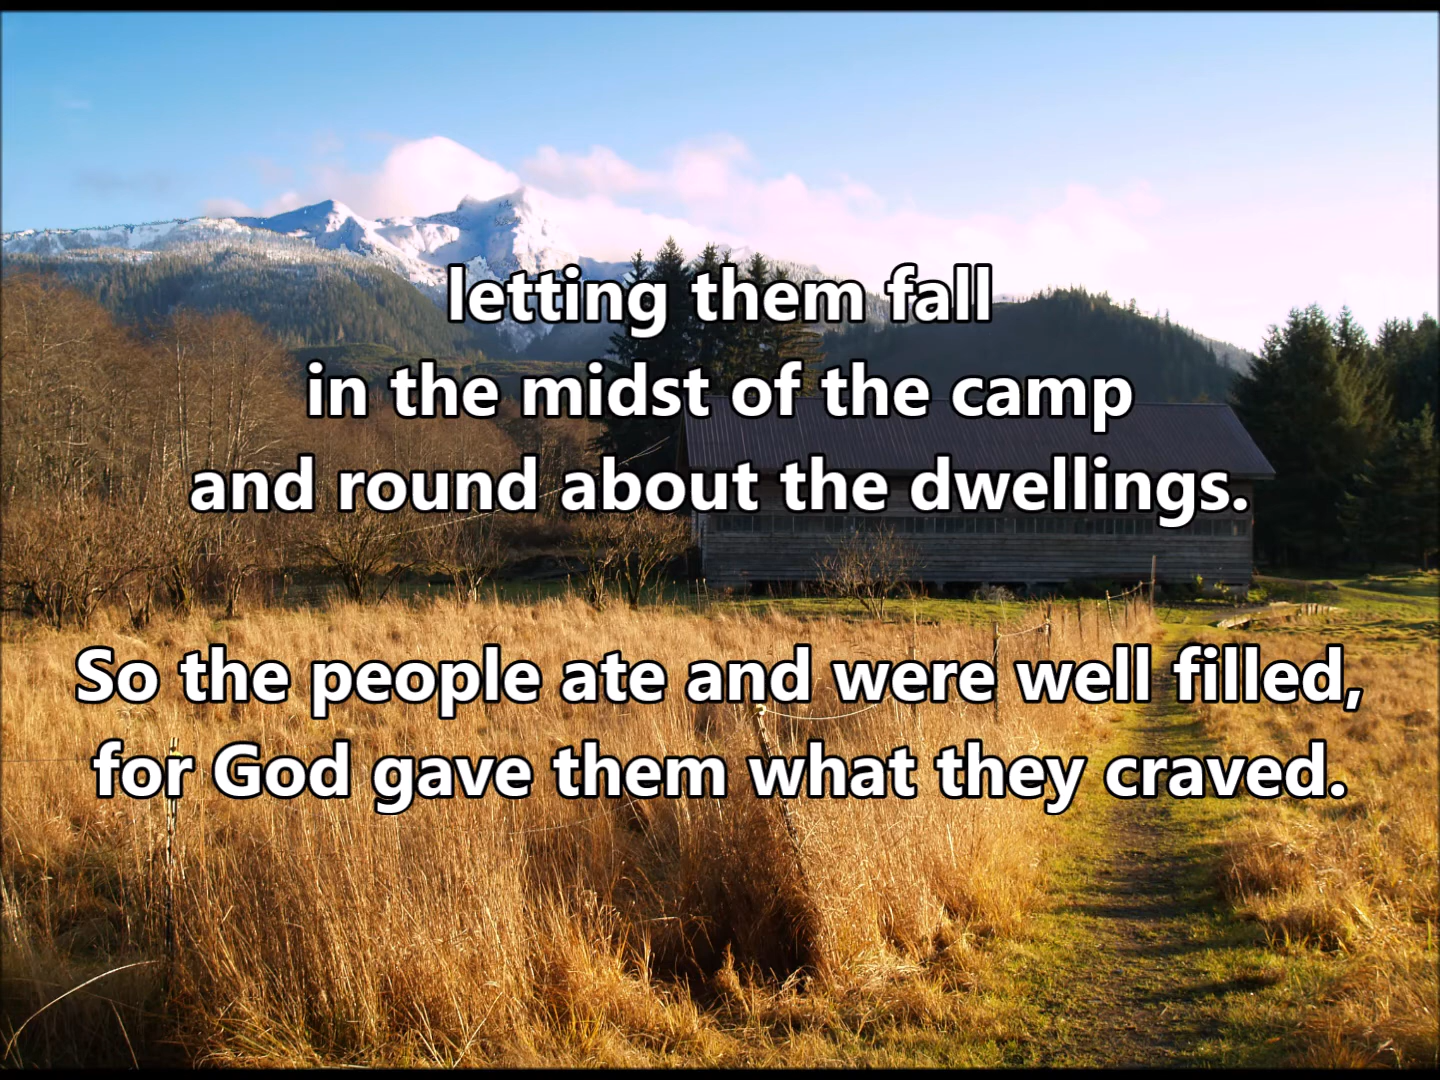 letting them fall
in the midst of the camp
and round about the dwellings.
So the people ate and were well filled,
for God gave them what they craved.